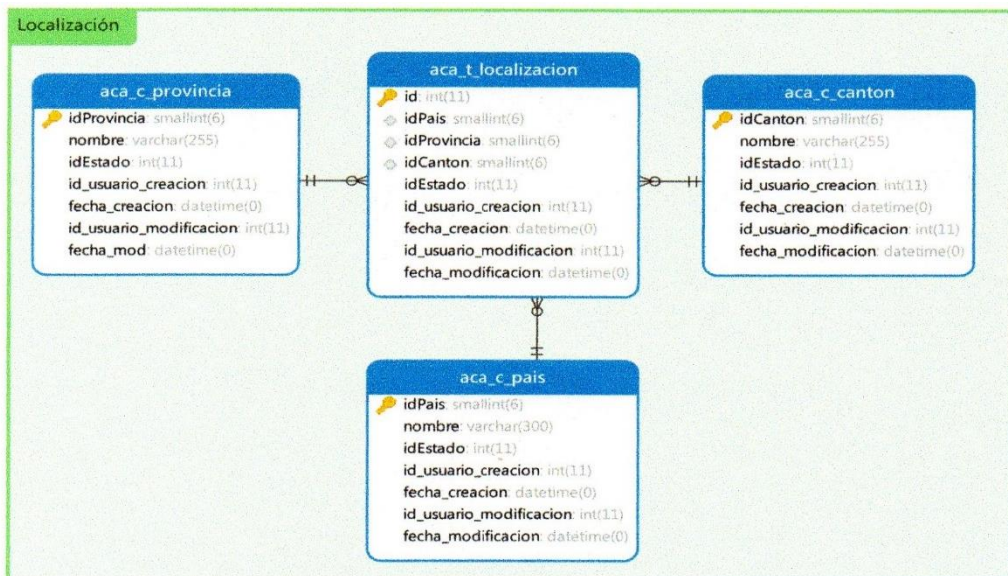 Localización
aca_c_provincia
idProvincia: smallint(6)
nombre: varchar(255)
idEstado: int(11)
id_usuario_creacion: int(11)
fecha_creacion: datetime(0)
id_usuario_modificacion: int(11)
fecha_mod: datetime(0)
aca_t_localizacion
id: int(11)
idPais: smallint(6)
idProvincia: smallint(6)
idCanton: smallint(6)
idEstado: int(11)
id_usuario_creacion: int(11)
fecha_creacion: datetime(0)
id_usuario_modificacion: int(11)
fecha_modificacion: datetime(0)
aca_c_canton
idCanton: smallint(6)
nombre: varchar(255)
idEstado: int(11)
id_usuario_creacion: int(11)
fecha_creacion: datetime(0)
id_usuario_modificacion: int(11)
fecha_modificacion: datetime(0)
aca_c_pais
idPais: smallint(6)
nombre: varchar(300)
idEstado: int(11)
id_usuario_creacion: int(11)
fecha_creacion: datetime(0)
id_usuario_modificacion: int(11)
fecha_modificacion: datetime(0)